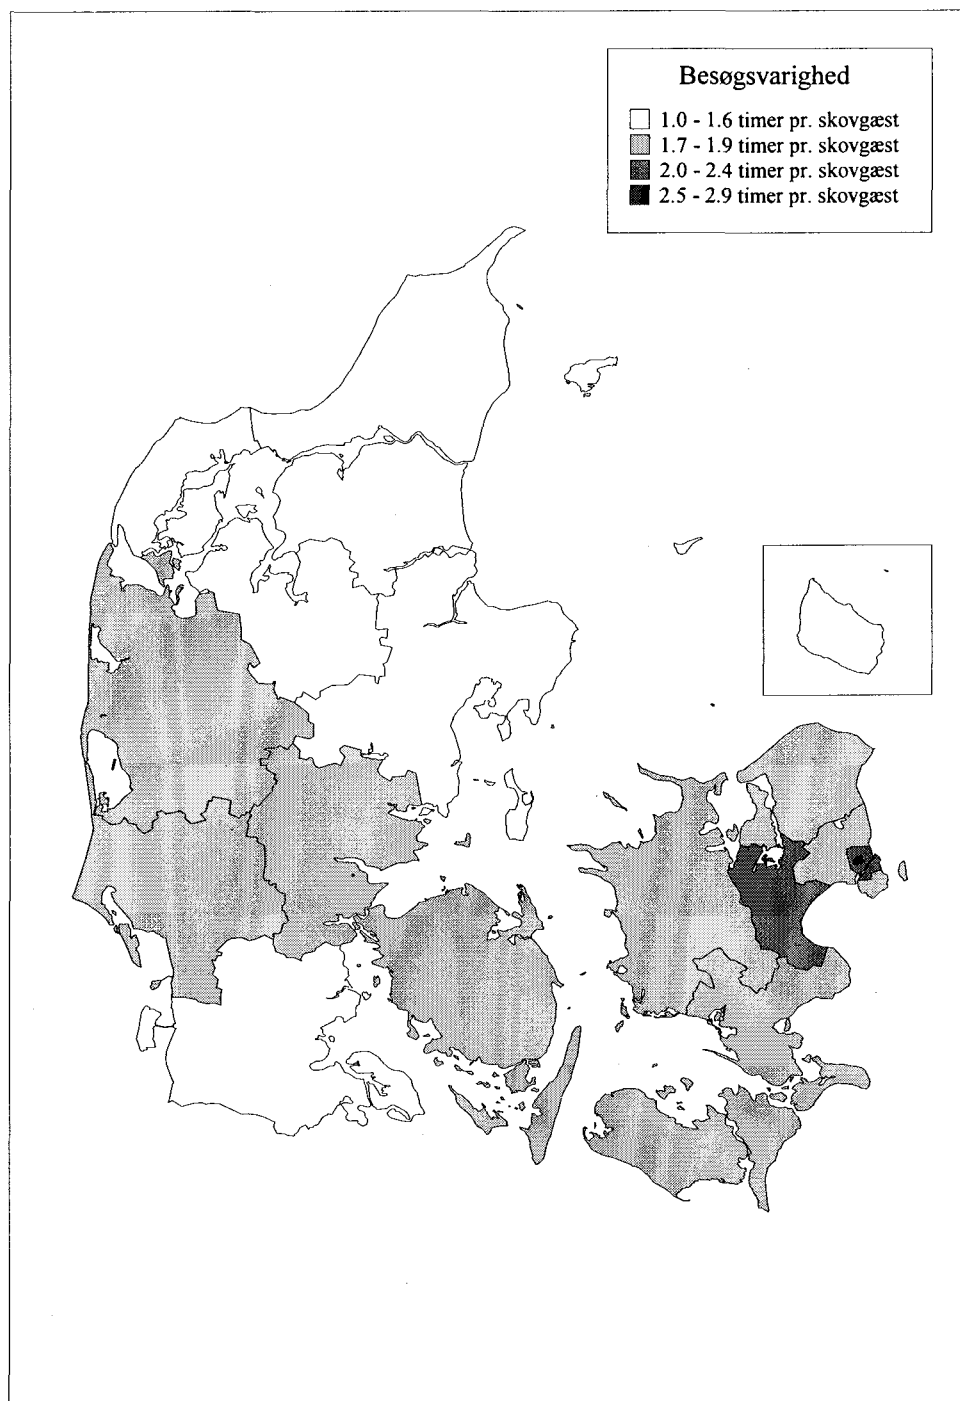 Besøgsvarighed
1.0 - 1.6 timer pr. skovgæst
1.7 - 1.9 timer pr. skovgæst
2.0 - 2.4 timer pr. skovgæst
2.5 - 2.9 timer pr. skovgæst